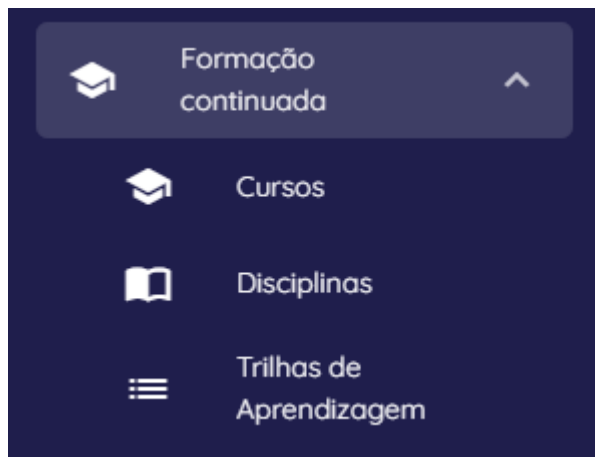 Formação
continuada
Cursos
Disciplinas
Trilhas de
Aprendizagem